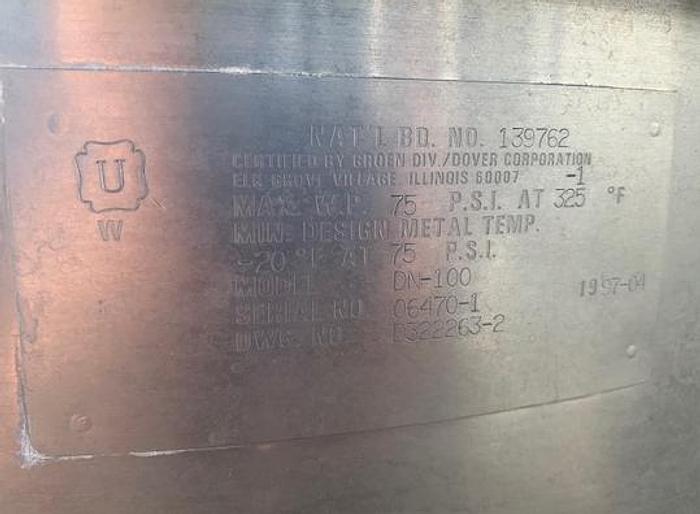 U
W
NAT'L BD. NO. 139762
CERTIFIED BY GROEN DIV./DOVER CORPORATION
ELK GROVE VILLAGE ILLINOIS 60007 -1
MAX. W.P. 75 P.S.I. AT 325 °F
MIN. DESIGN METAL TEMP.
-20 °F AT 75 P.S.I.
MODEL DN-100
1997-04
SERIAL NO 06470-1
DWG. NO. D322263-2